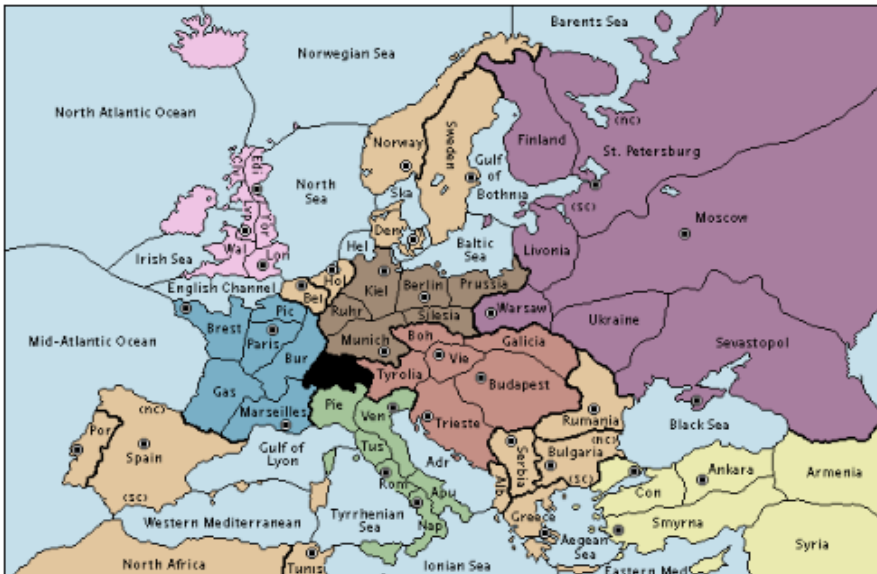 Barents Sea
Norwegian Sea
North Atlantic Ocean
(nc)
Norway
Sweden
Finland
St. Petersburg
Edi
Cly
North
Sea
Ska
Gulf
of
Bothnia
(sc)
Moscow
Lvp
Yor
Den
Wal
Lon
Irish Sea
Hel
Baltic
Sea
Livonia
English Channel
Hol
Bel
Kiel
Berlin
Prussia
Pic
Ruhr
Silesia
Warsaw
Ukraine
Mid-Atlantic Ocean
Brest
Paris
Munich
Boh
Galicia
Sevastopol
Bur
Vie
Tyrolia
Budapest
Gas
Marseilles
Pie
Ven
Trieste
Rumania
Black Sea
(nc)
Por
Spain
Gulf of
Lyon
Tus
Adr
Serbia
(nc)
Bulgaria
Ankara
Armenia
(sc)
Rom
Apu
Alb
(sc)
Con
Western Mediterranean
Tyrrhenian
Sea
Nap
Greece
Smyrna
Aegean
Sea
Syria
North Africa
Tunis
Ionian Sea
Eastern Med